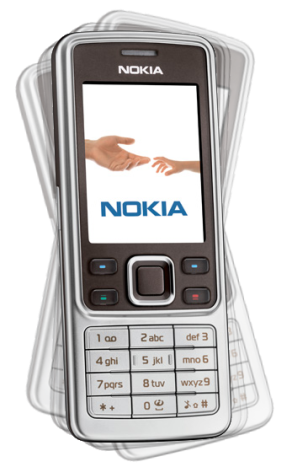 NOKIA
NOKIA
1 2 abc def 3
4 ghi 5 jkl mno 6
7 pqrs 8 tuv wxyz 9
* + 0 #